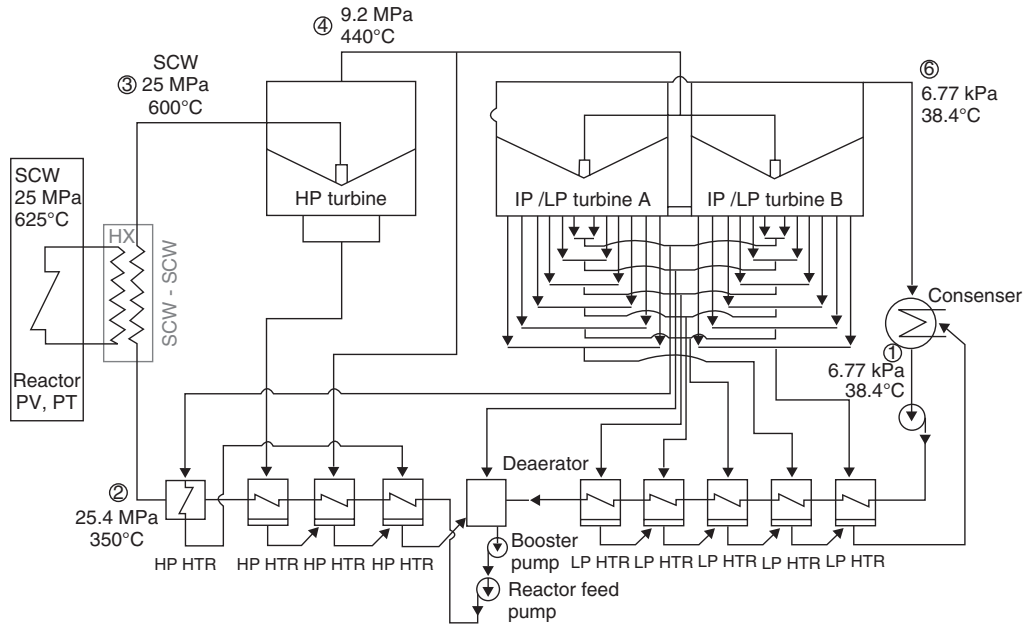 ④ 9.2 MPa
440°C
SCW
③ 25 MPa
600°C
⑥
6.77 kPa
38.4°C
SCW
25 MPa
625°C
HX
SCW - SCW
Reactor
PV, PT
HP turbine
IP /LP turbine A
IP /LP turbine B
Consenser
①
6.77 kPa
38.4°C
②
25.4 MPa
350°C
Deaerator
HP HTR
HP HTR
HP HTR
HP HTR
Booster
pump
Reactor feed
pump
LP HTR
LP HTR
LP HTR
LP HTR
LP HTR